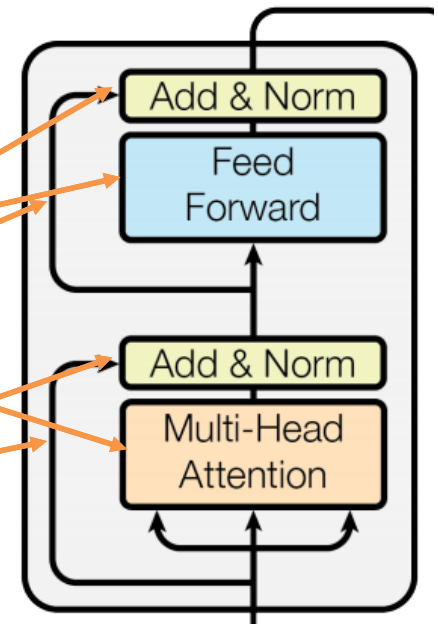 Add & Norm
Feed
Forward
Add & Norm
Multi-Head
Attention